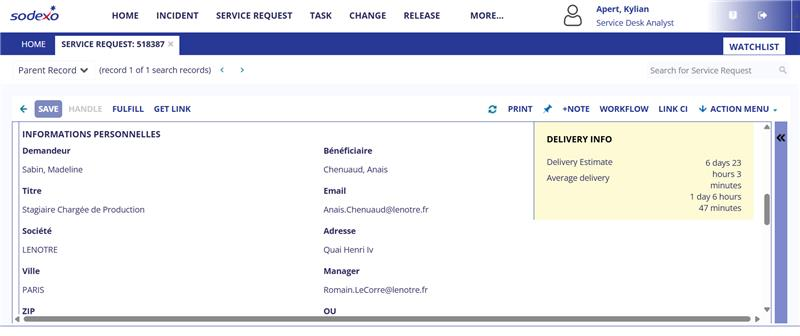 sodexo
HOME INCIDENT SERVICE REQUEST TASK CHANGE RELEASE MORE...
Apert, Kylian
Service Desk Analyst
HOME SERVICE REQUEST: 518387 ×
WATCHLIST
Parent Record (record 1 of 1 search records) < >
Search for Service Request
SAVE HANDLE FULFILL GET LINK
PRINT +NOTE WORKFLOW LINK CI ACTION MENU
INFORMATIONS PERSONNELLES
Demandeur Bénéficiaire
Sabin, Madeline Chenuaud, Anais
Titre Email
Stagiaire Chargée de Production Anais.Chenuaud@lenotre.fr
Société Adresse
LENOTRE Quai Henri Iv
Ville Manager
PARIS Romain.LeCorre@lenotre.fr
ZIP OU
DELIVERY INFO
Delivery Estimate 6 days 23
hours 3
minutes
Average delivery 1 day 6 hours
47 minutes